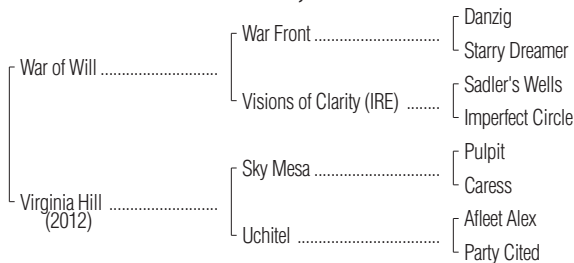 War of Will
War Front
Danzig
Starry Dreamer
Visions of Clarity (IRE)
Sadler's Wells
Imperfect Circle
Virginia Hill
(2012)
Sky Mesa
Pulpit
Caress
Uchitel
Afleet Alex
Party Cited